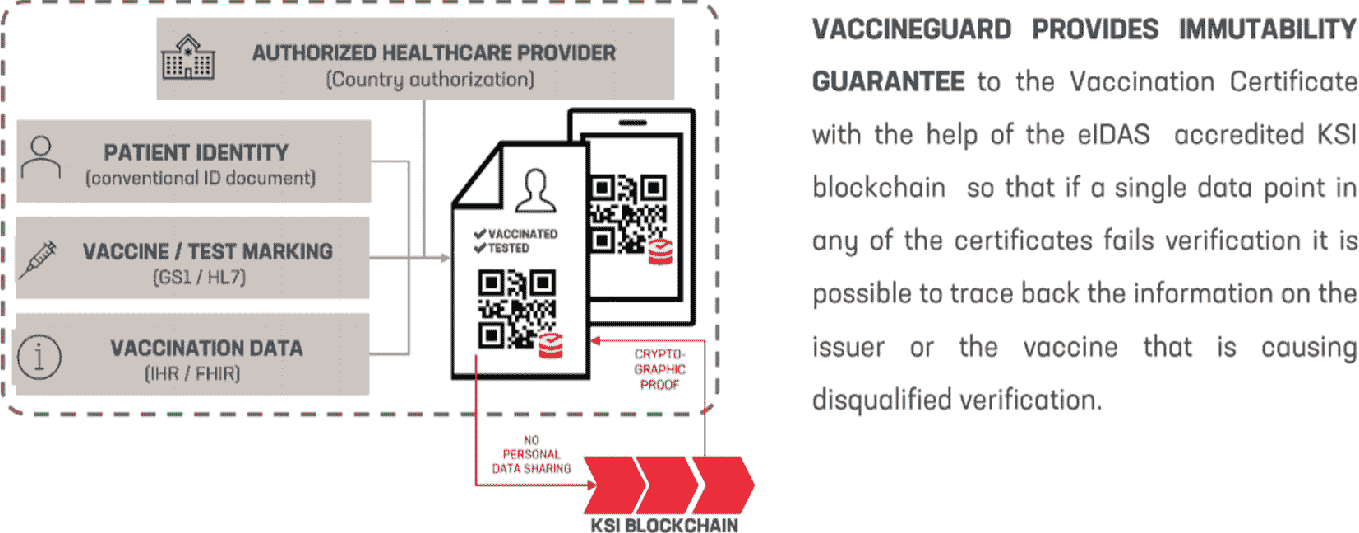 AUTHORIZED HEALTHCARE PROVIDER
(Country authorization)
PATIENT IDENTITY
(conventional ID document)
VACCINE / TEST MARKING
(GS1 / HL7)
VACCINATION DATA
(IHR / FHIR)
VACCINATED
TESTED
CRYPTO-
GRAPHIC
PROOF
NO
PERSONAL
DATA SHARING
KSI BLOCKCHAIN
VACCINEGUARD PROVIDES IMMUTABILITY
GUARANTEE to the Vaccination Certificate
with the help of the eIDAS accredited KSI
blockchain so that if a single data point in
any of the certificates fails verification it is
possible to trace back the information on the
issuer or the vaccine that is causing
disqualified verification.